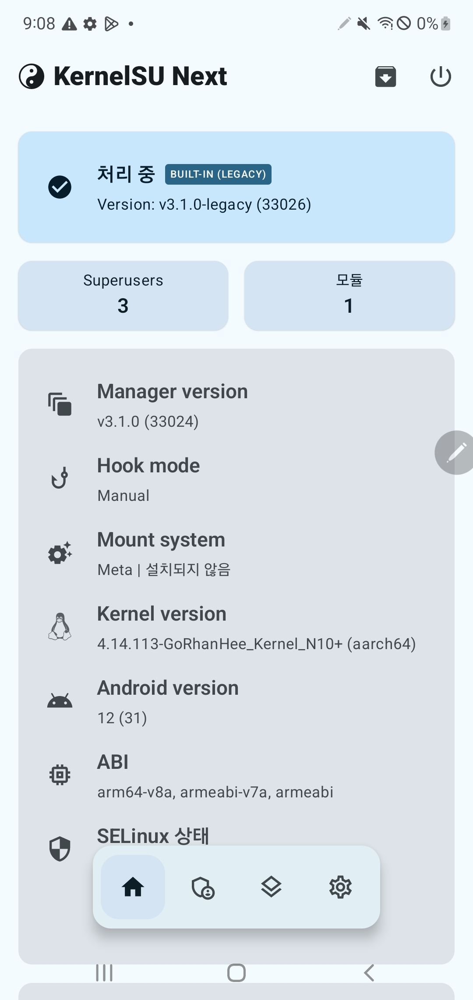 9:08
0%
KernelSU Next
처리 중 BUILT-IN (LEGACY)
Version: v3.1.0-legacy (33026)
Superusers
3
모듈
1
Manager version
v3.1.0 (33024)
Hook mode
Manual
Mount system
Meta | 설치되지 않음
Kernel version
4.14.113-GoRhanHee_Kernel_N10+ (aarch64)
Android version
12 (31)
ABI
arm64-v8a, armeabi-v7a, armeabi
SELinux 상태